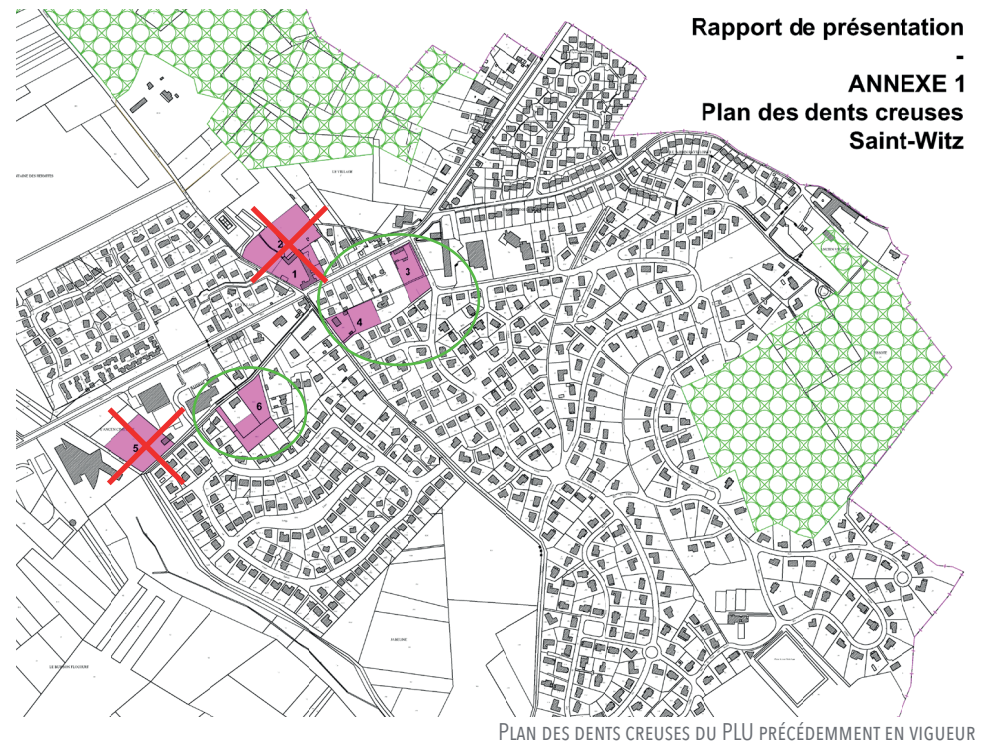 Rapport de présentation
-
ANNEXE 1
Plan des dents creuses
Saint-Witz
2
1
3
4
6
5
PLAN DES DENTS CREUSES DU PLU PRÉCÉDEMMENT EN VIGUEUR